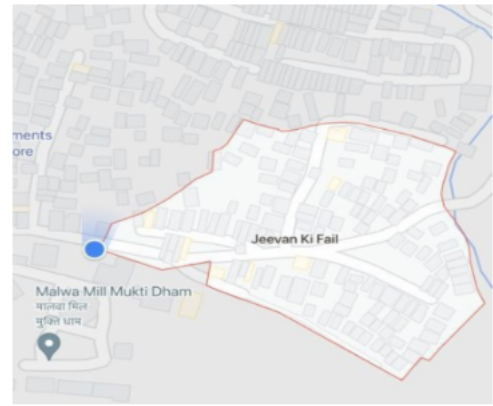 ments
ore
Jeevan Ki Fail
Malwa Mill Mukti Dham
मालवा मिल
मुक्ति धाम